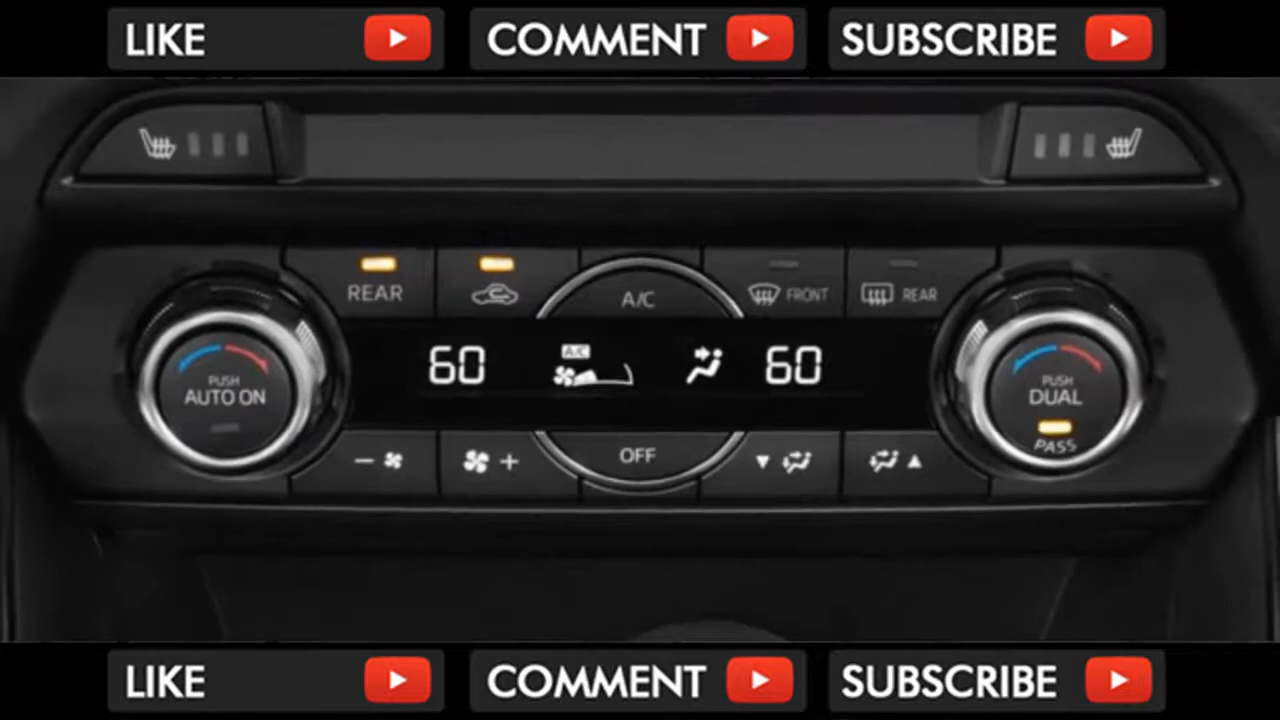 LIKE COMMENT SUBSCRIBE
REAR A/C FRONT REAR
60 A/C 60
PUSH
AUTO ON
PUSH
DUAL
PASS
- + OFF
LIKE COMMENT SUBSCRIBE